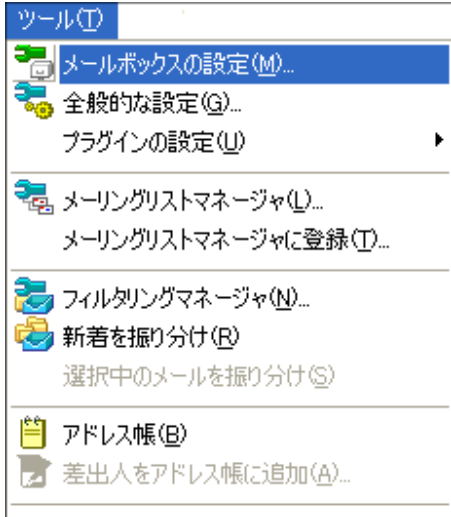 ツール(T)
メールボックスの設定(M)...
全般的な設定(G)...
プラグインの設定(U)
メーリングリストマネージャ(L)...
メーリングリストマネージャに登録(T)...
フィルタリングマネージャ(N)...
新着を振り分け(R)
選択中のメールを振り分け(S)
アドレス帳(B)
差出人をアドレス帳に追加(A)...